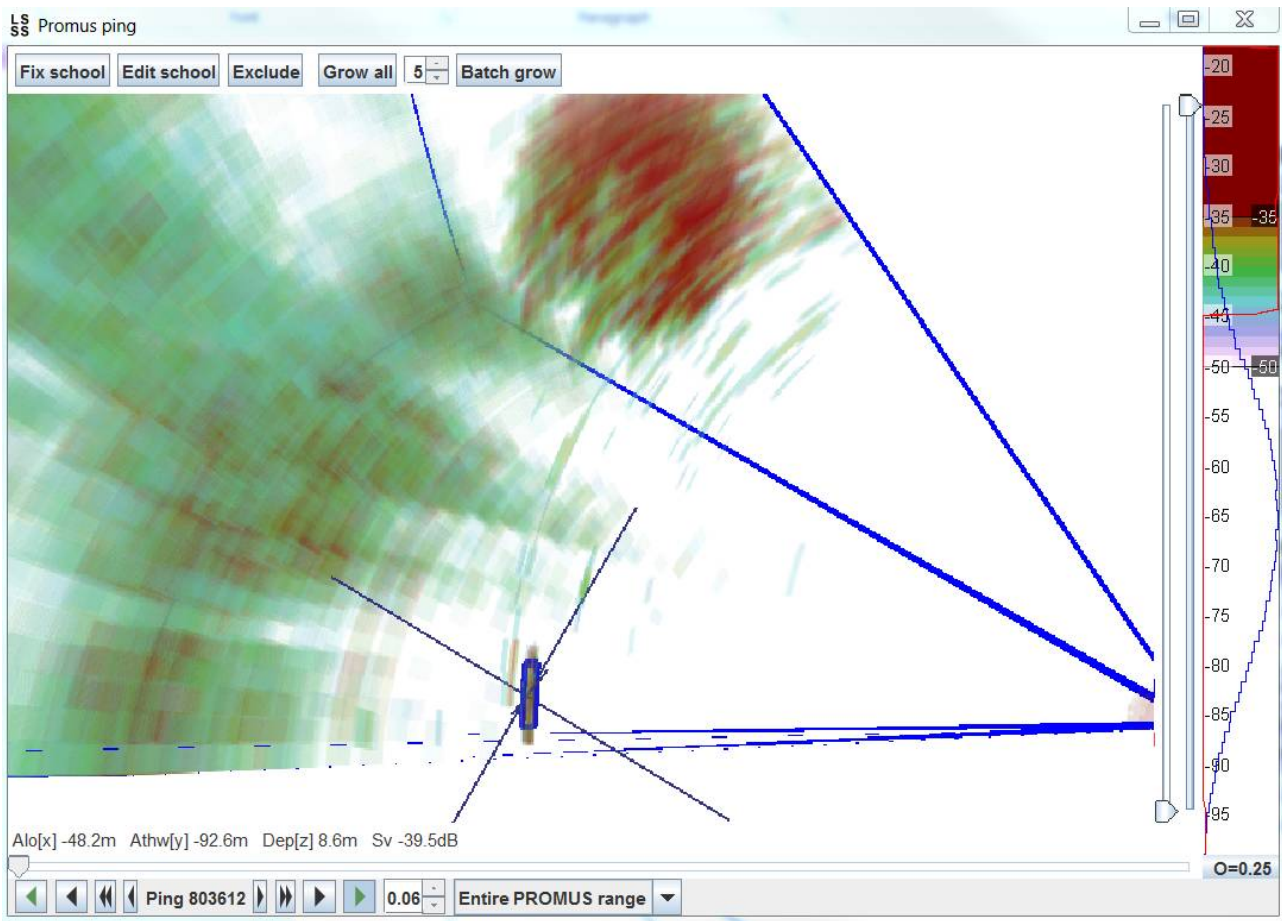 LS
SS Promus ping
Fix school Edit school Exclude Grow all 5 Batch grow
-20
-25
-30
-35 -35
-40
-45
-50 -50
-55
-60
-65
-70
-75
-80
-85
-90
-95
Alo[x] -48.2m Athw[y] -92.6m Dep[z] 8.6m Sv -39.5dB
O=0.25
Ping 803612 0.06 Entire PROMUS range